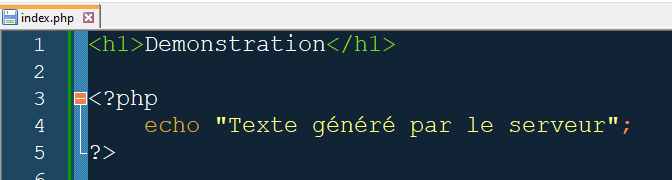 index.php
1 <h1>Demonstration</h1>
2
3 <?php
4 echo "Texte généré par le serveur";
5 ?>